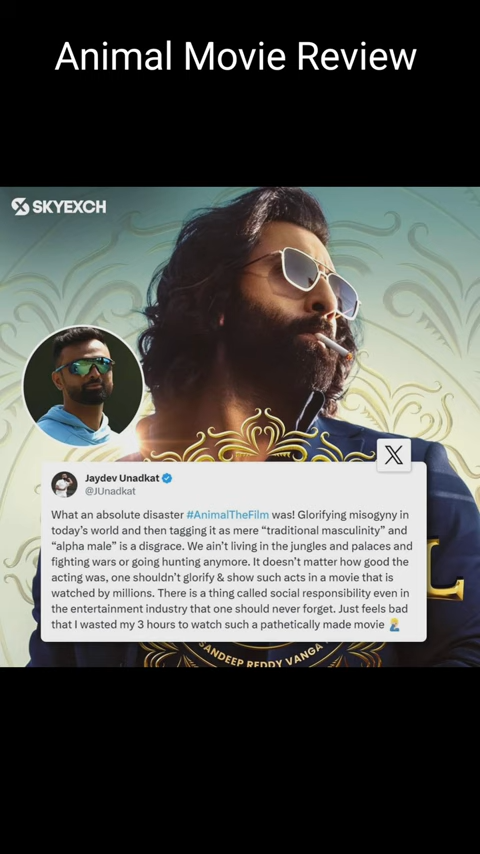 Animal Movie Review
SKYEXCH
X
Jaydev Unadkat
@JUnadkat
What an absolute disaster #AnimalTheFilm was! Glorifying misogyny in
today's world and then tagging it as mere “traditional masculinity” and
“alpha male” is a disgrace. We ain't living in the jungles and palaces and
fighting wars or going hunting anymore. It doesn't matter how good the
acting was, one shouldn't glorify & show such acts in a movie that is
watched by millions. There is a thing called social responsibility even in
the entertainment industry that one should never forget. Just feels bad
that I wasted my 3 hours to watch such a pathetically made movie 🤦‍♂️
L
SANDEEP REDDY VANGA